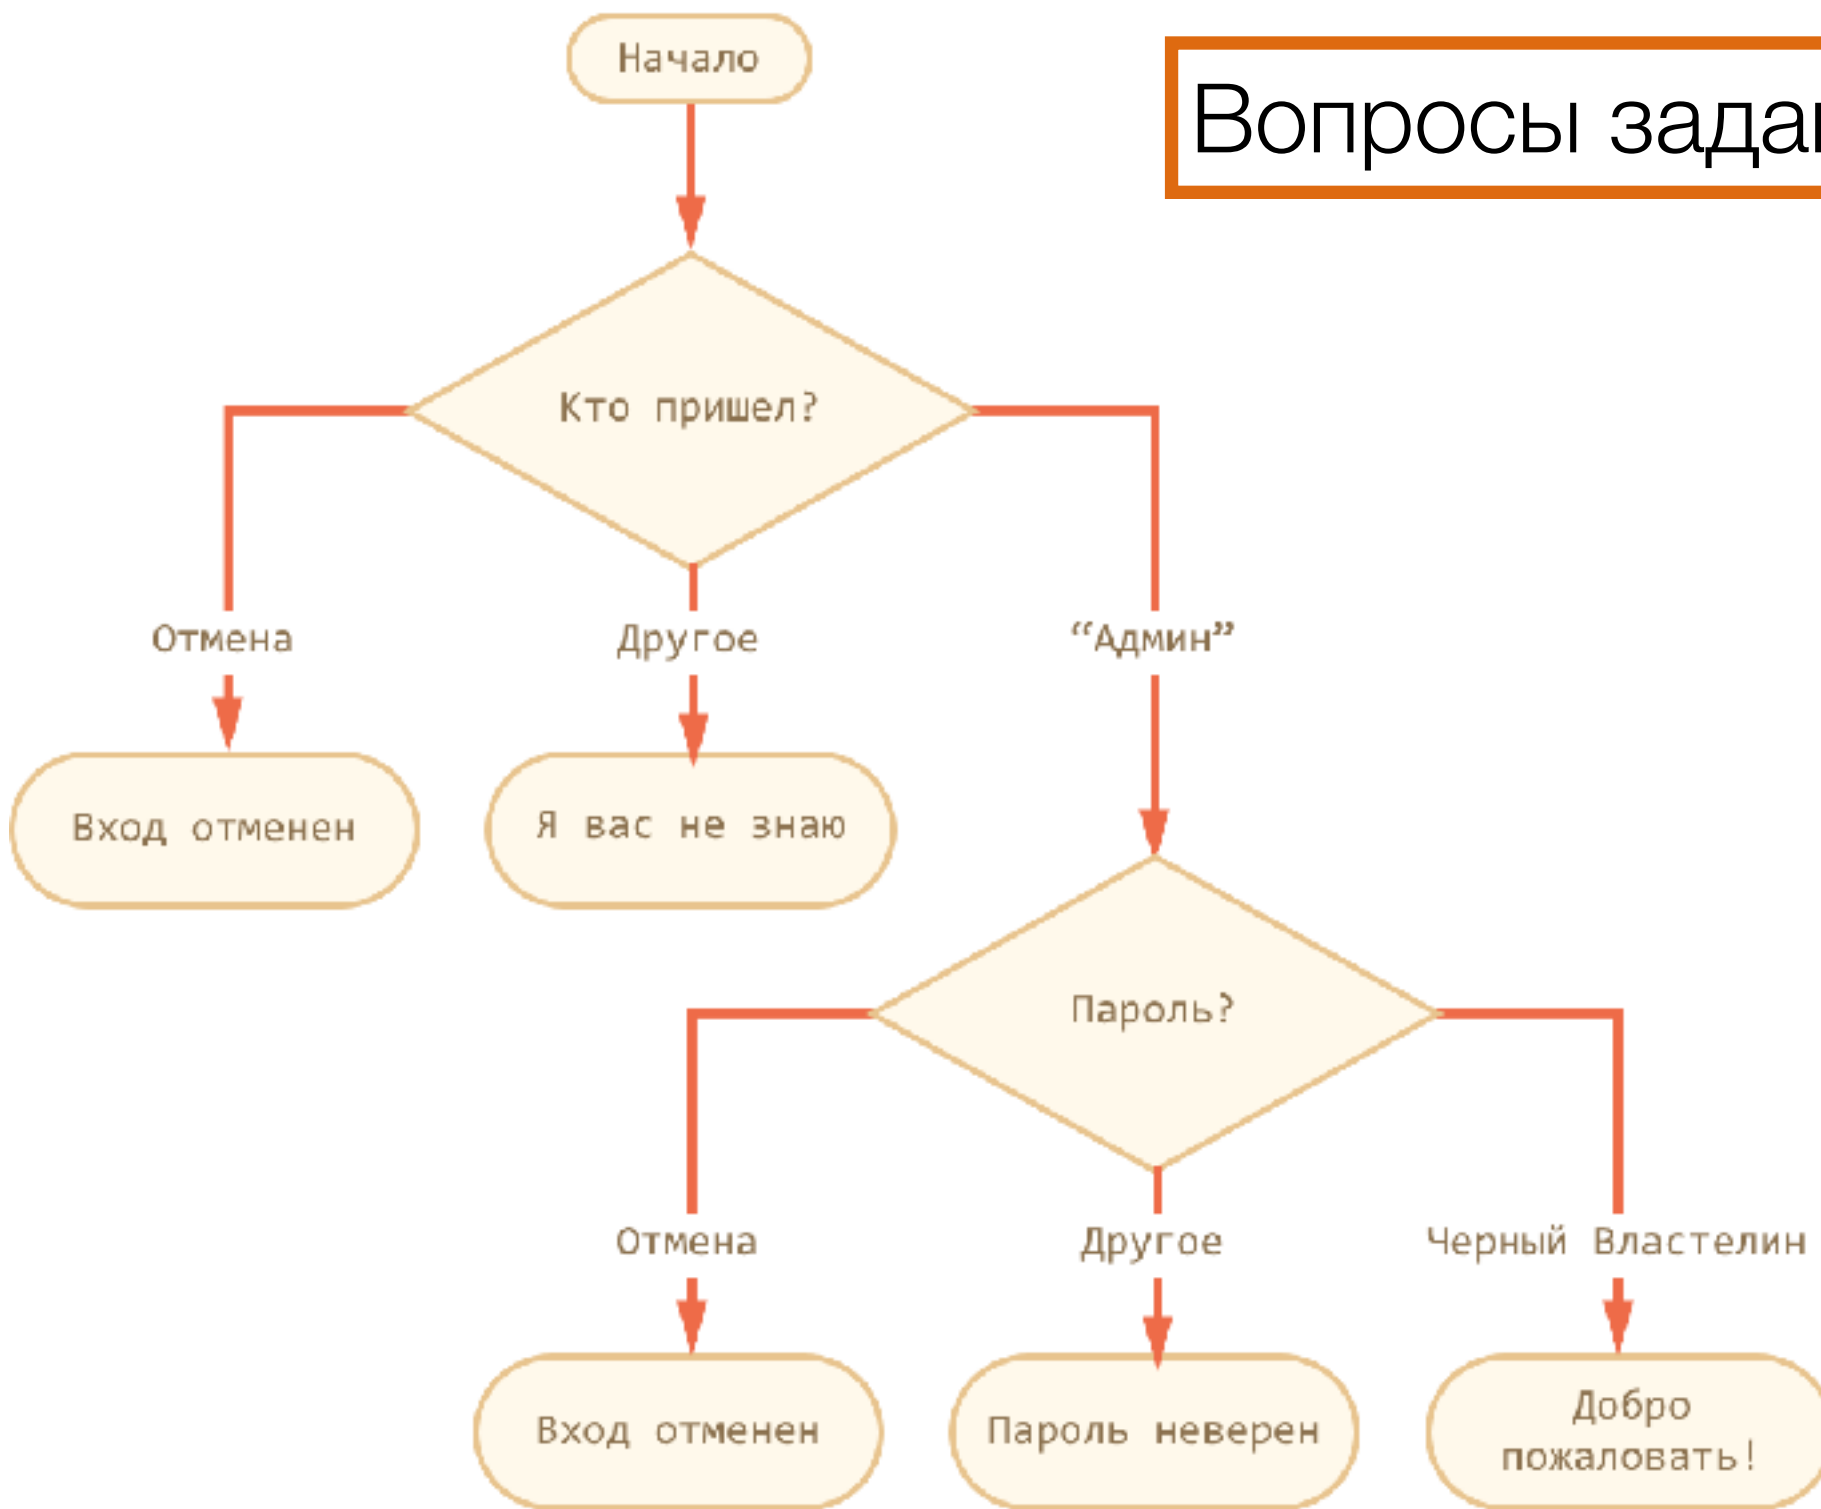 Начало
Вопросы
Кто пришел?
Отмена
Другое
“Админ”
Вход отменен
Я вас не знаю
Пароль?
Отмена
Другое
Черный Властелин
Вход отменен
Пароль неверен
Добро
пожаловать!